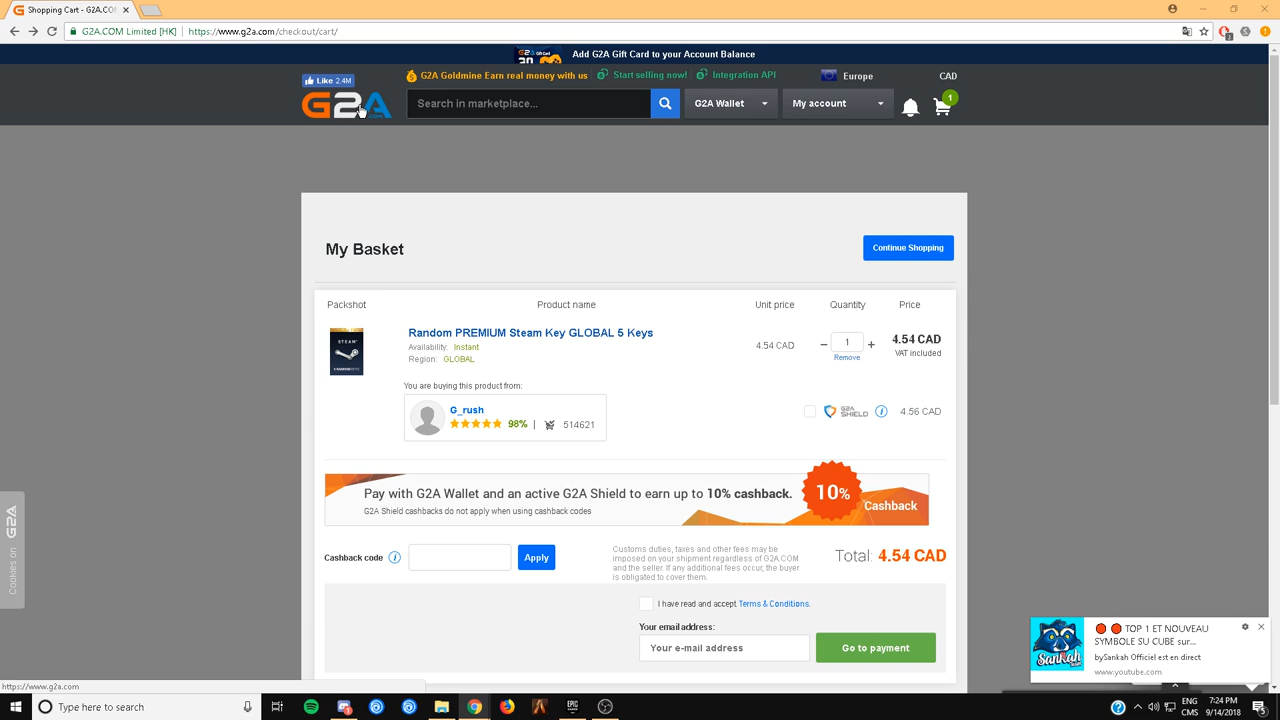 Shopping Cart - G2A.CO
G2A.COM Limited [HK] https://www.g2a.com/checkout/cart/
Add G2A Gift Card to your Account Balance
Like 2.4M
G2A Goldmine Earn real money with us
Start selling now!
Integration API
Europe
CAD
G2A
Search in marketplace...
G2A Wallet
My account
1
My Basket
Continue Shopping
Packshot
Product name
Unit price
Quantity
Price
STEAM
Random PREMIUM Steam Key GLOBAL 5 Keys
Availability: Instant
Region: GLOBAL
4.54 CAD
1
Remove
4.54 CAD
VAT included
You are buying this product from:
G_rush
98% | 514621
G2A SHIELD
4.56 CAD
Pay with G2A Wallet and an active G2A Shield to earn up to 10% cashback.
G2A Shield cashbacks do not apply when using cashback codes
10%
Cashback
Cookies on G2A
Cashback code
Apply
Customs duties, taxes and other fees may be
imposed on your shipment regardless of G2A.COM
and the seller. If any additional fees occur, the buyer
is obligated to cover them.
Total: 4.54 CAD
I have read and accept Terms & Conditions.
Your email address:
Your e-mail address
Go to payment
Sankah
TOP 1 ET NOUVEAU
SYMBOLE SU CUBE sur...
bySankah Officiel est en direct
www.youtube.com
https://www.g2a.com
Type here to search
EPIC
ENG
CMS
7:24 PM
9/14/2018
5